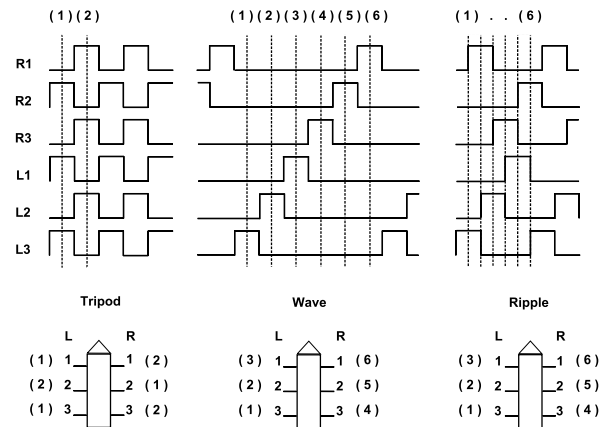 (1)(2) (1)(2)(3)(4)(5)(6) (1) . . (6)
R1
R2
R3
L1
L2
L3
Tripod Wave Ripple
L R L R L R
(1) 1 1 (2) (3) 1 1 (6) (3) 1 1 (6)
(2) 2 2 (1) (2) 2 2 (5) (2) 2 2 (5)
(1) 3 3 (2) (1) 3 3 (4) (1) 3 3 (4)